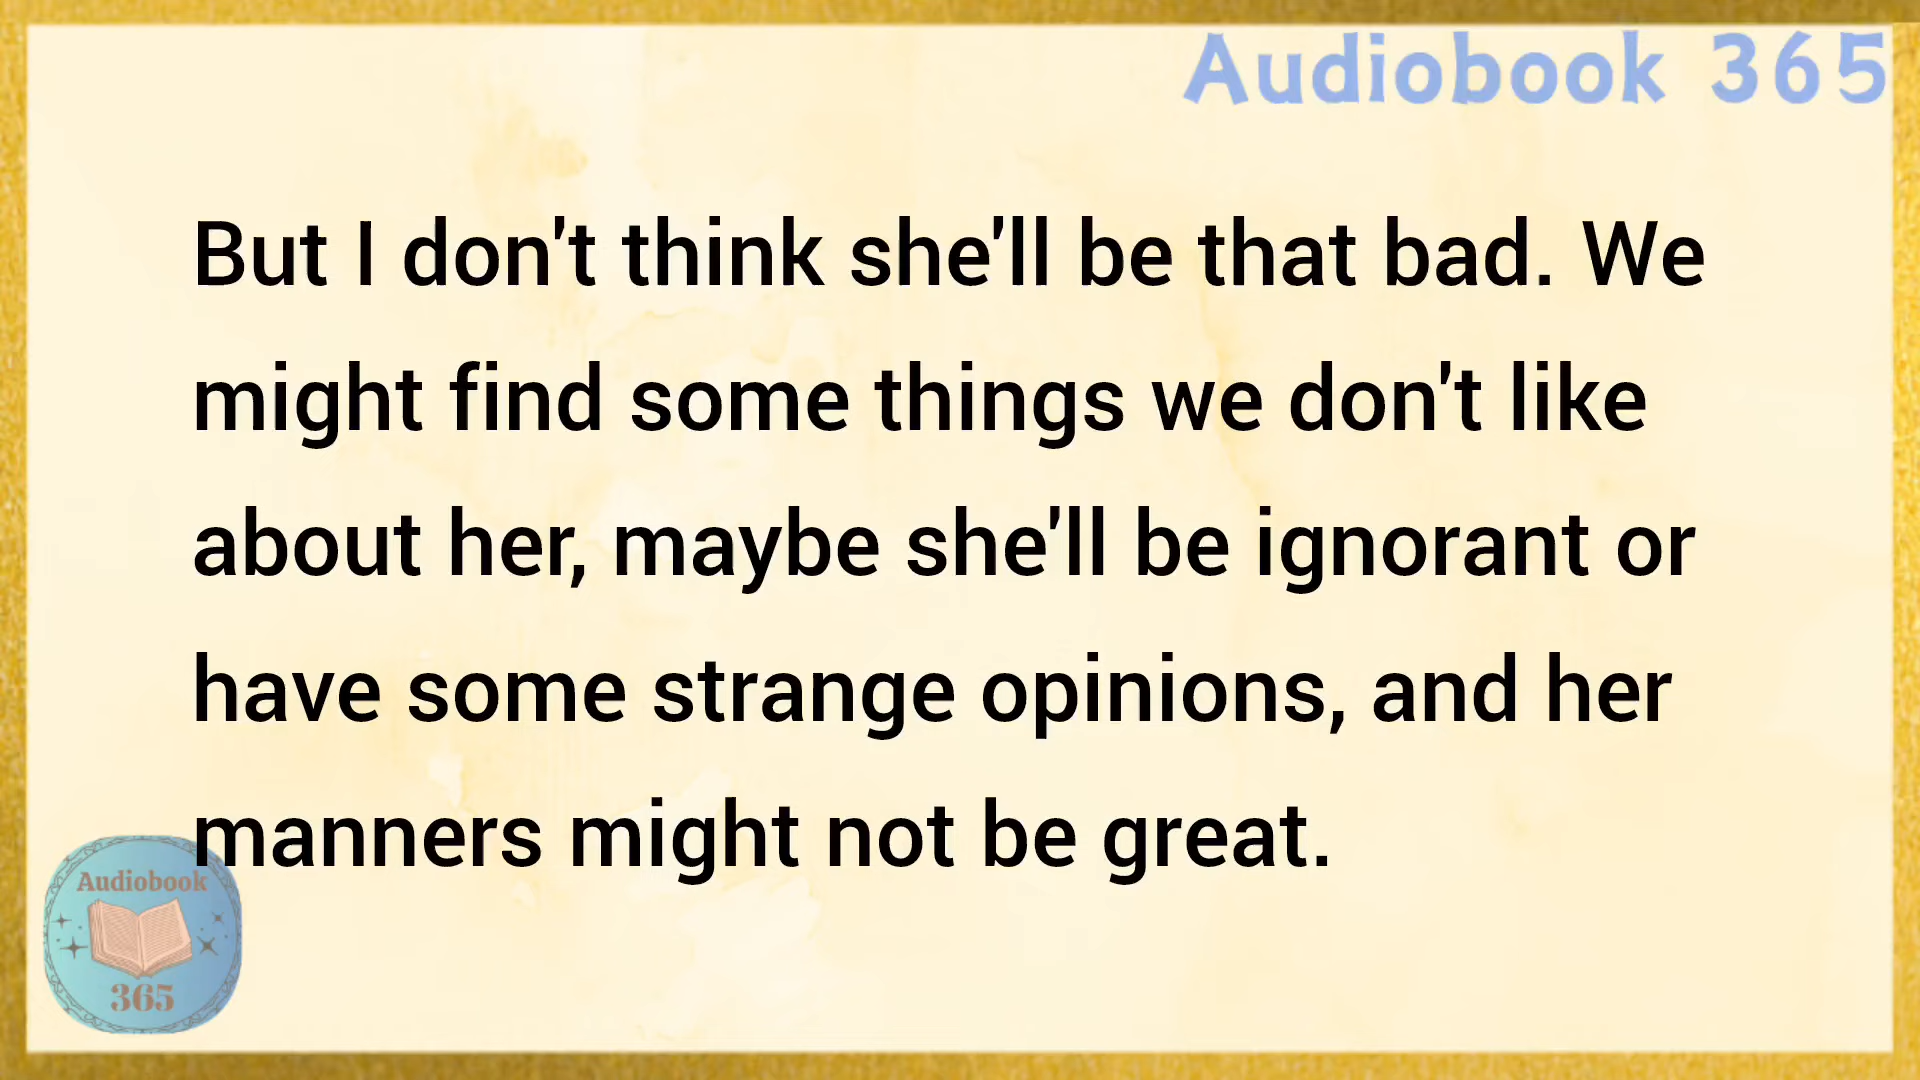 Audiobook 365
But I don't think she'll be that bad. We
might find some things we don't like
about her, maybe she'll be ignorant or
have some strange opinions, and her
manners might not be great.
Audiobook
365